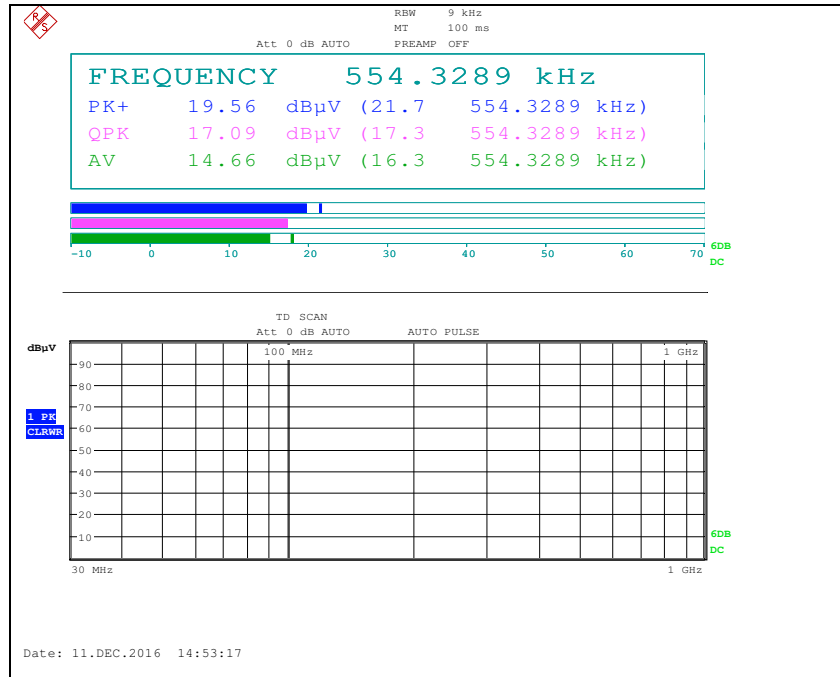 R S
RBW 9 kHz
MT 100 ms
Att 0 dB AUTO PREAMP OFF
FREQUENCY 554.3289 kHz
PK+ 19.56 dBµV (21.7 554.3289 kHz)
QPK 17.09 dBµV (17.3 554.3289 kHz)
AV 14.66 dBµV (16.3 554.3289 kHz)
-10 0 10 20 30 40 50 60 70
6DB
DC
TD SCAN
Att 0 dB AUTO AUTO PULSE
dBµV
100 MHz 1 GHz
90
80
70
1 PK
CLRWR
60
50
40
30
20
10
6DB
DC
30 MHz 1 GHz
Date: 11.DEC.2016 14:53:17